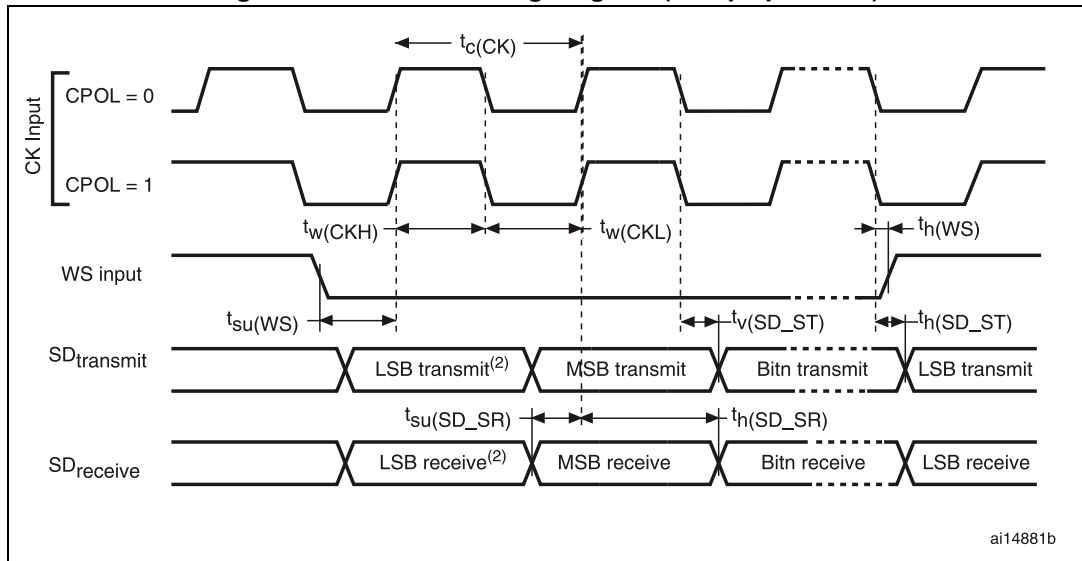 tc(CK)
CK Input
CPOL = 0
CPOL = 1
tw(CKH)
tw(CKL)
th(WS)
WS input
tsu(WS)
tv(SD_ST)
th(SD_ST)
SDtransmit
LSB transmit(2)
MSB transmit
Bitn transmit
LSB transmit
tsu(SD_SR)
th(SD_SR)
SDreceive
LSB receive(2)
MSB receive
Bitn receive
LSB receive
ai14881b